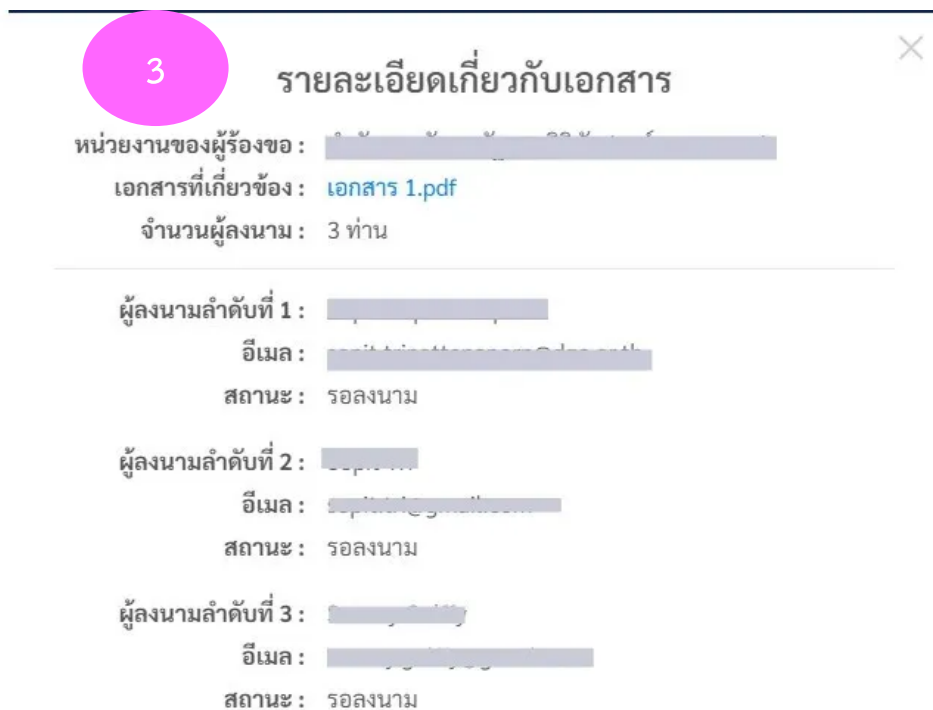 3
รายละเอียดเกี่ยวกับเอกสาร
หน่วยงานของผู้ร้องขอ :
เอกสารที่เกี่ยวข้อง : เอกสาร 1.pdf
จำนวนผู้ลงนาม : 3 ท่าน
ผู้ลงนามลำดับที่ 1 :
อีเมล :
สถานะ : รอลงนาม
ผู้ลงนามลำดับที่ 2 :
อีเมล :
สถานะ : รอลงนาม
ผู้ลงนามลำดับที่ 3 :
อีเมล :
สถานะ : รอลงนาม